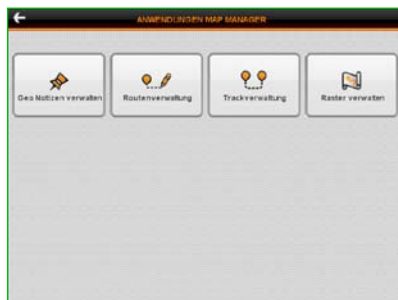 ANWENDUNGEN MAP MANAGER
Geo Notizen verwalten
Routenverwaltung
Trackverwaltung
Raster verwalten